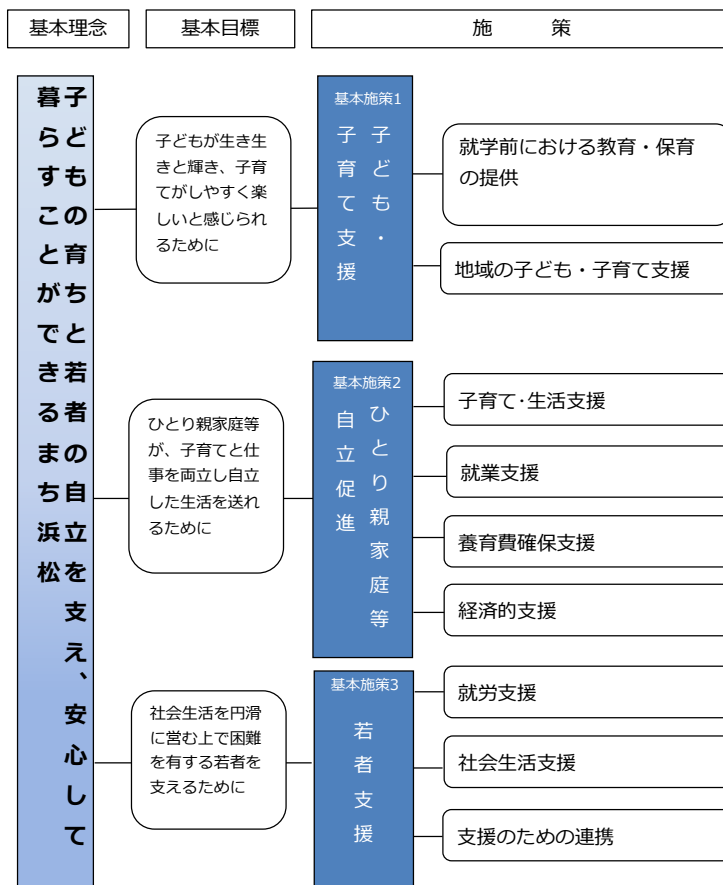 基本理念
基本目標
施　策
子どもの育ちと若者の自立を支え、安心して
暮らすことができるまち浜松
子どもが生き生
きと輝き、子育
てがしやすく楽
しいと感じられ
るために
基本施策1
子ども・
子育て支援
就学前における教育・保育
の提供
地域の子ども・子育て支援
ひとり親家庭等
が、子育てと仕
事を両立し自立
した生活を送れ
るために
基本施策2
ひとり親家庭等
自立促進
子育て･生活支援
就業支援
養育費確保支援
経済的支援
社会生活を円滑
に営む上で困難
を有する若者を
支えるために
基本施策3
若者支援
就労支援
社会生活支援
支援のための連携